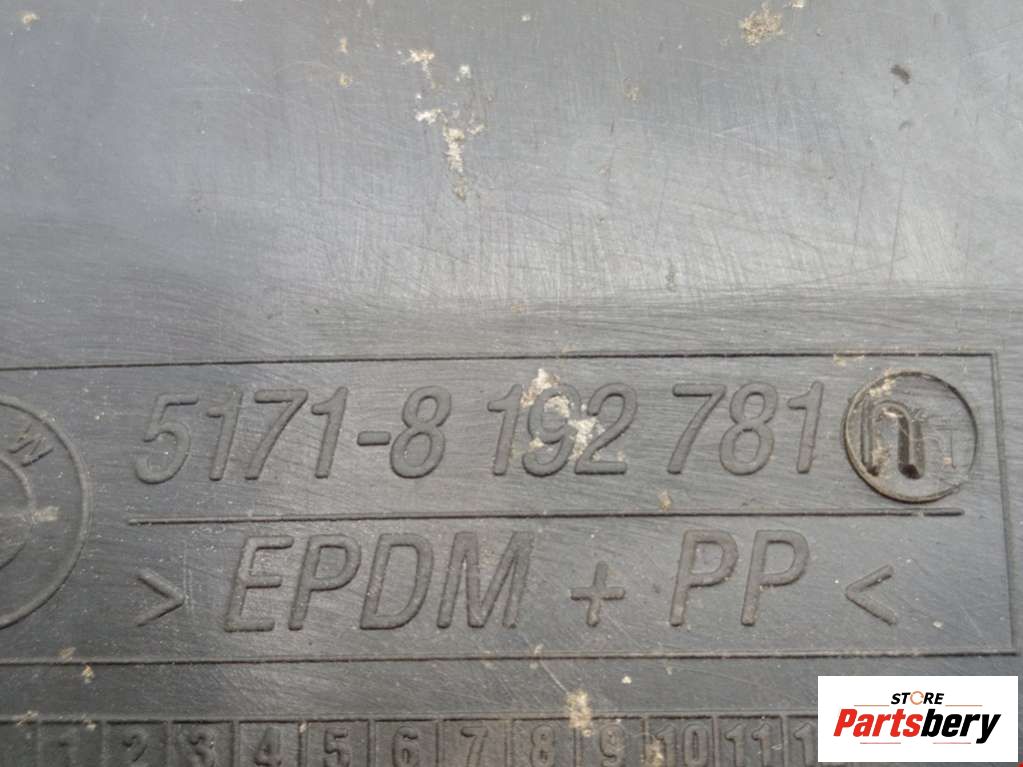 5171-8 192 781
W
> EPDM + PP <
1 2 3 4 5 6 7 8 9 10 11
STORE
Partsbery